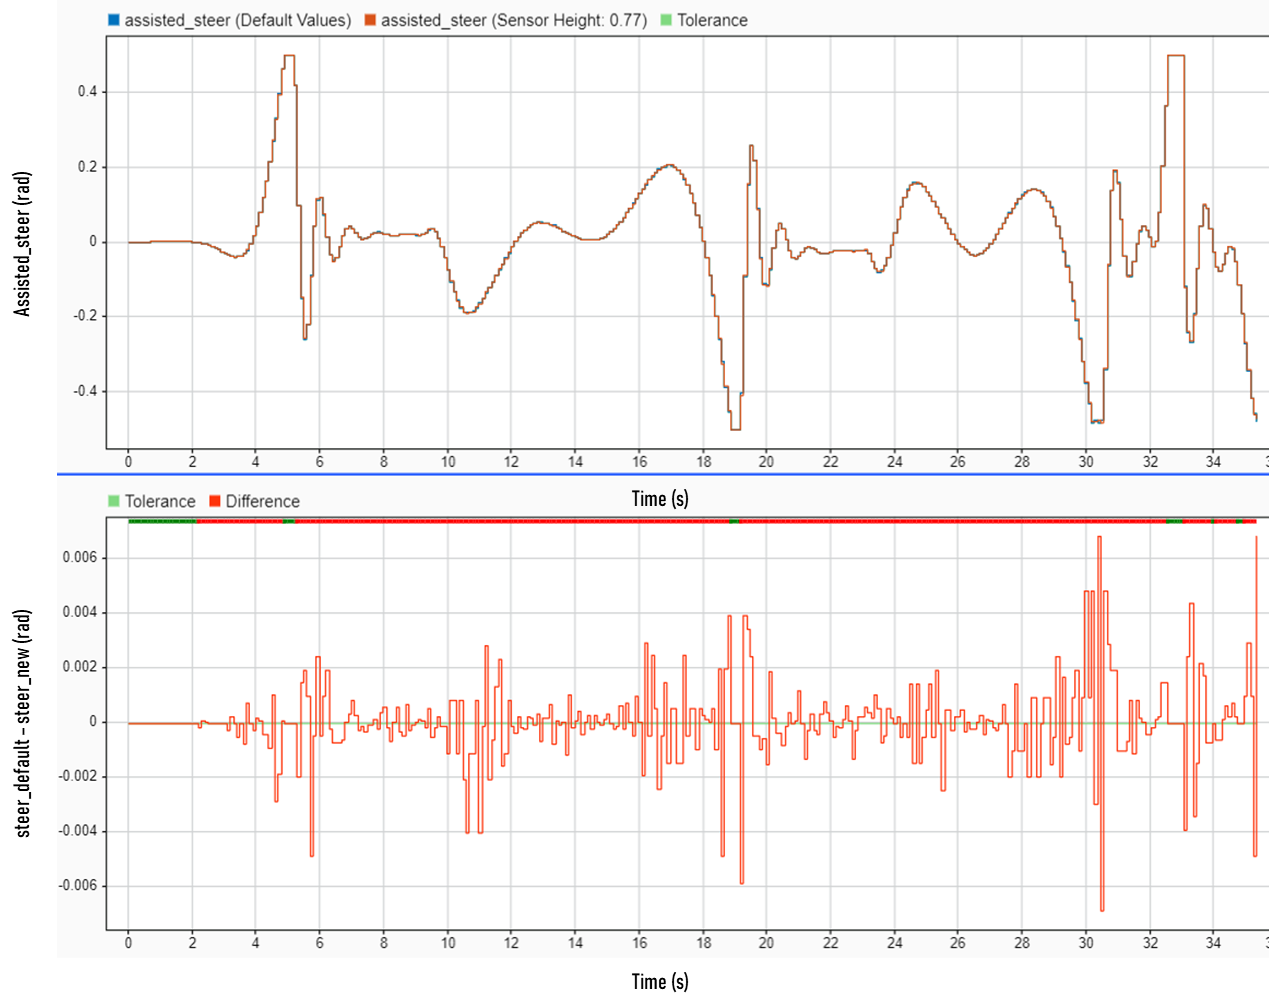 assisted_steer (Default Values) assisted_steer (Sensor Height: 0.77) Tolerance
Assisted_steer (rad)
0.4
0.2
0
-0.2
-0.4
0 2 4 6 8 10 12 14 16 18 20 22 24 26 28 30 32 34 3
Time (s)
Tolerance Difference
steer_default – steer_new (rad)
0.006
0.004
0.002
0
-0.002
-0.004
-0.006
0 2 4 6 8 10 12 14 16 18 20 22 24 26 28 30 32 34 3
Time (s)